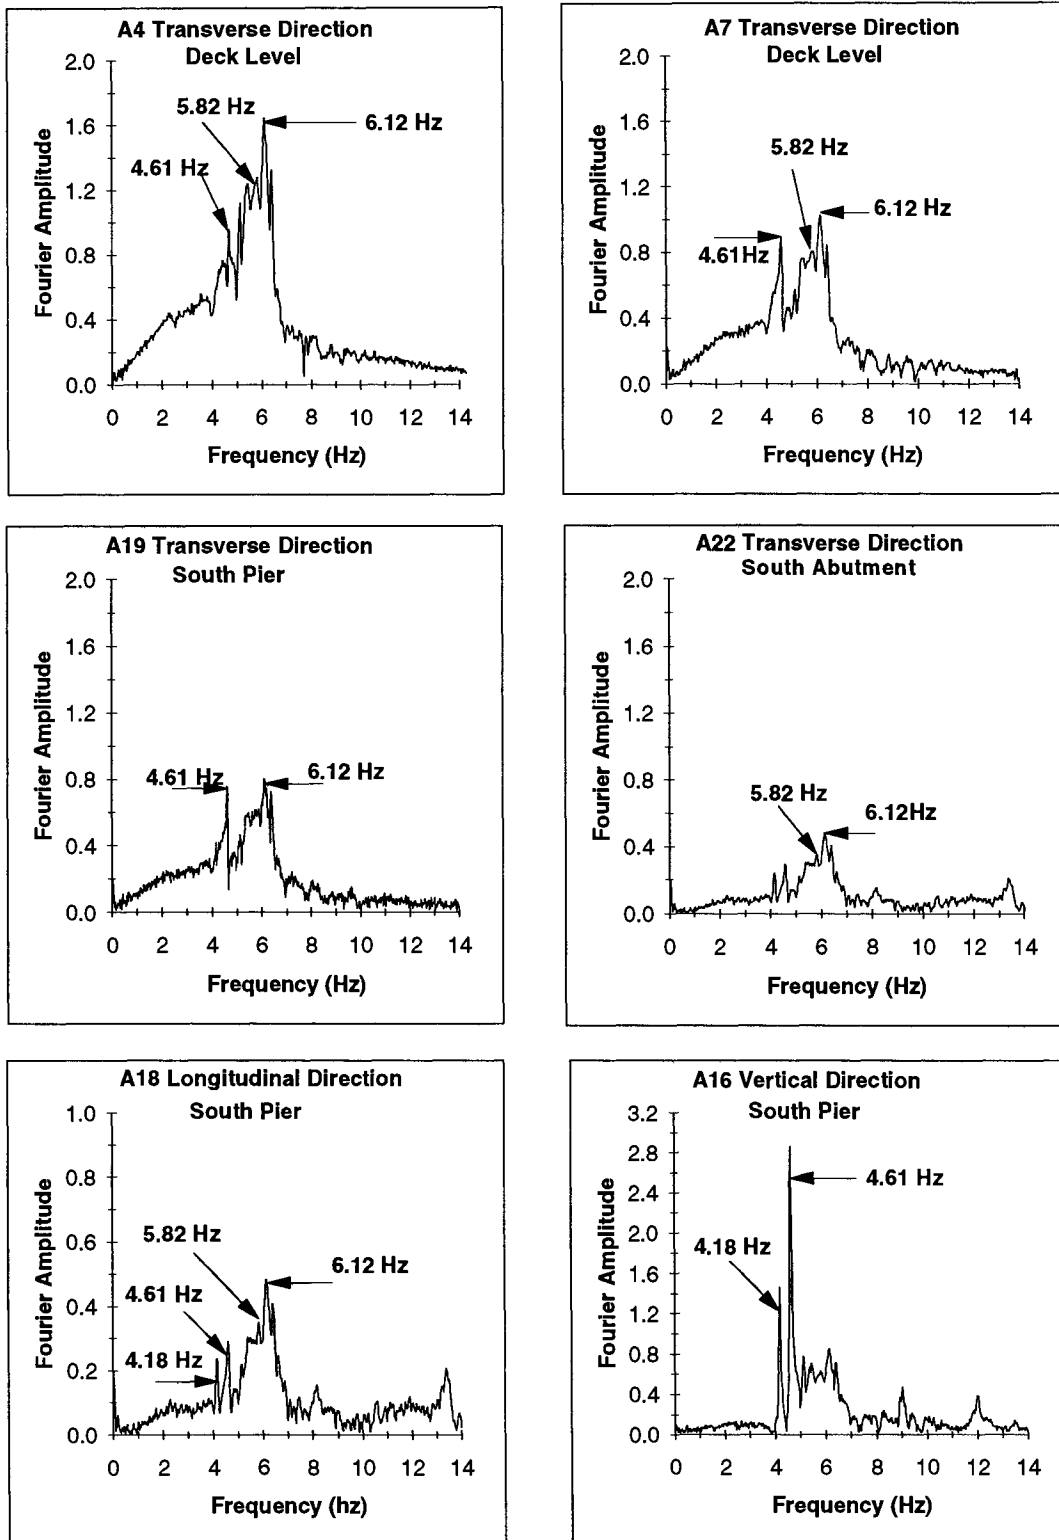 A4 Transverse Direction
Deck Level
2.0
1.6
1.2
0.8
0.4
0.0
Fourier Amplitude
5.82 Hz
6.12 Hz
4.61 Hz
0 2 4 6 8 10 12 14
Frequency (Hz)
A7 Transverse Direction
Deck Level
2.0
1.6
1.2
0.8
0.4
0.0
Fourier Amplitude
5.82 Hz
6.12 Hz
4.61Hz
0 2 4 6 8 10 12 14
Frequency (Hz)
A19 Transverse Direction
South Pier
2.0
1.6
1.2
0.8
0.4
0.0
Fourier Amplitude
4.61 Hz
6.12 Hz
0 2 4 6 8 10 12 14
Frequency (Hz)
A22 Transverse Direction
South Abutment
2.0
1.6
1.2
0.8
0.4
0.0
Fourier Amplitude
5.82 Hz
6.12Hz
0 2 4 6 8 10 12 14
Frequency (Hz)
A18 Longitudinal Direction
South Pier
1.0
0.8
0.6
0.4
0.2
0.0
Fourier Amplitude
5.82 Hz
6.12 Hz
4.61 Hz
4.18 Hz
0 2 4 6 8 10 12 14
Frequency (hz)
A16 Vertical Direction
South Pier
3.2
2.8
2.4
2.0
1.6
1.2
0.8
0.4
0.0
Fourier Amplitude
4.61 Hz
4.18 Hz
0 2 4 6 8 10 12 14
Frequency (Hz)